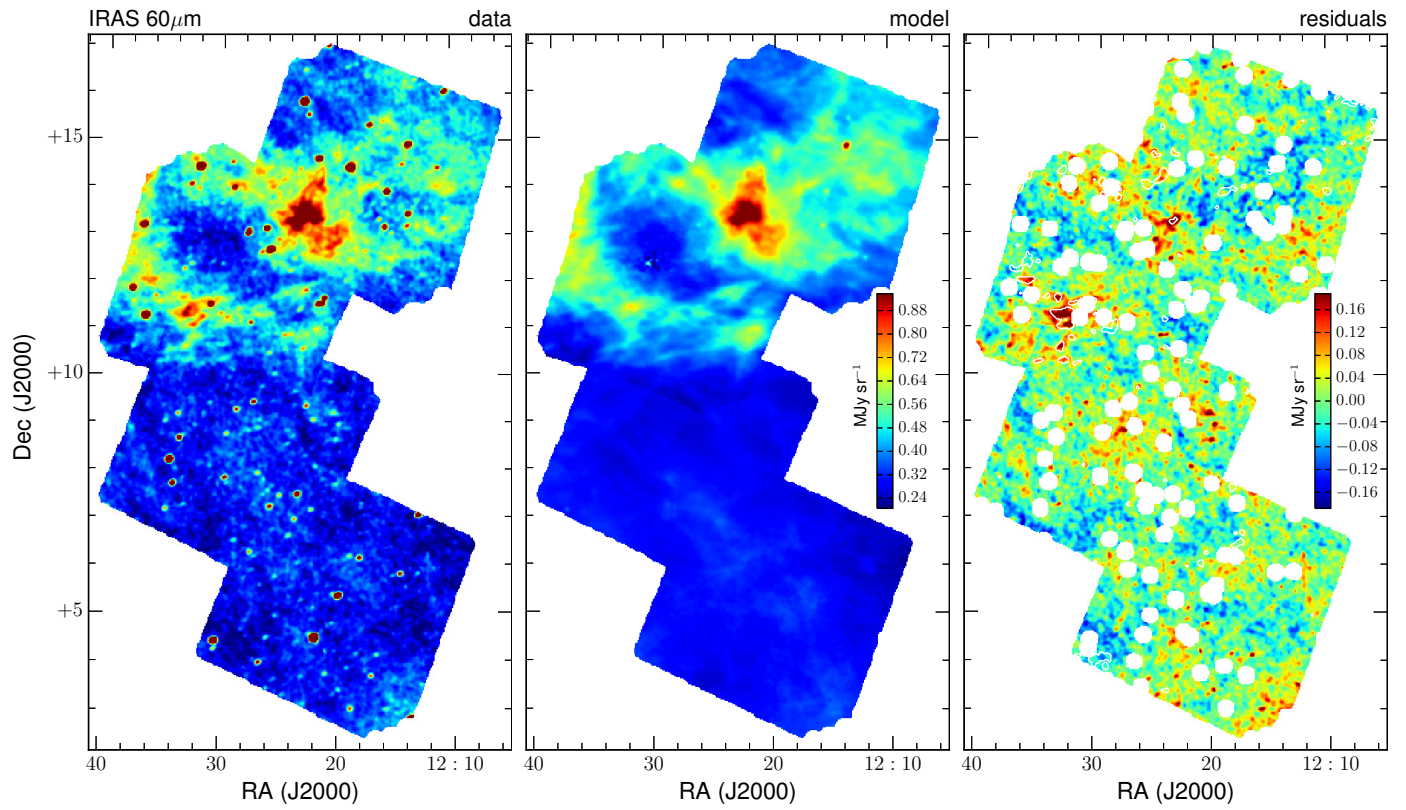 IRAS 60μm data
model
residuals
+15
+10
+5
Dec (J2000)
0.88
0.80
0.72
0.64
0.56
0.48
0.40
0.32
0.24
MJy sr⁻¹
0.16
0.12
0.08
0.04
0.00
−0.04
−0.08
−0.12
−0.16
MJy sr⁻¹
40 30 20 12 : 10
40 30 20 12 : 10
40 30 20 12 : 10
RA (J2000)
RA (J2000)
RA (J2000)